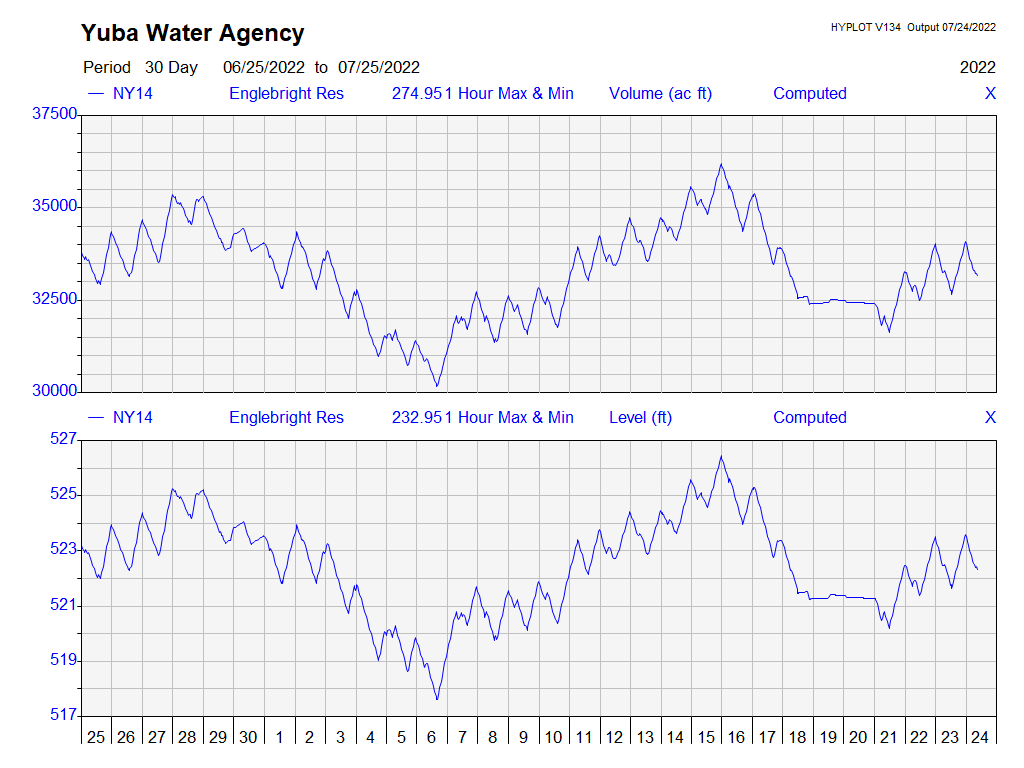 Yuba Water Agency
HYPLOT V134 Output 07/24/2022
Period 30 Day 06/25/2022 to 07/25/2022 2022
NY14 Englebright Res 274.951 Hour Max & Min Volume (ac ft) Computed X
37500
35000
32500
30000
NY14 Englebright Res 232.951 Hour Max & Min Level (ft) Computed X
527
525
523
521
519
517
25 26 27 28 29 30 1 2 3 4 5 6 7 8 9 10 11 12 13 14 15 16 17 18 19 20 21 22 23 24